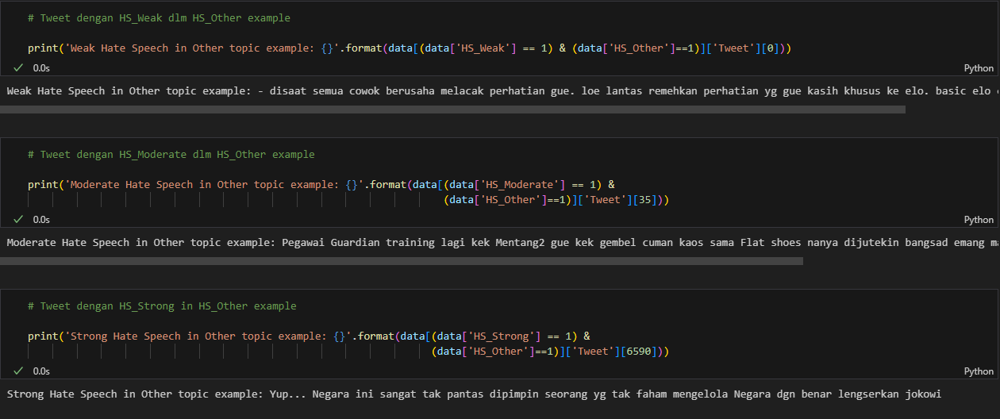 # Tweet dengan HS_Weak dlm HS_Other example
print('Weak Hate Speech in Other topic example: {}'.format(data[(data['HS_Weak'] == 1) & (data['HS_Other']==1)]['Tweet'][0]))
0.0s
Python
Weak Hate Speech in Other topic example: - disaat semua cowok berusaha melacak perhatian gue. loe lantas remehkan perhatian yg gue kasih khusus ke elo. basic elo
# Tweet dengan HS_Moderate dlm HS_Other example
print('Moderate Hate Speech in Other topic example: {}'.format(data[(data['HS_Moderate'] == 1) &
(data['HS_Other']==1)]['Tweet'][35]))
0.0s
Python
Moderate Hate Speech in Other topic example: Pegawai Guardian training lagi kek Mentang2 gue kek gembel cuman kaos sama Flat shoes nanya dijutekin bangsad emang
# Tweet dengan HS_Strong in HS_Other example
print('Strong Hate Speech in Other topic example: {}'.format(data[(data['HS_Strong'] == 1) &
(data['HS_Other']==1)]['Tweet'][6590]))
0.0s
Python
Strong Hate Speech in Other topic example: Yup... Negara ini sangat tak pantas dipimpin seorang yg tak faham mengelola Negara dgn benar lengserkan jokowi